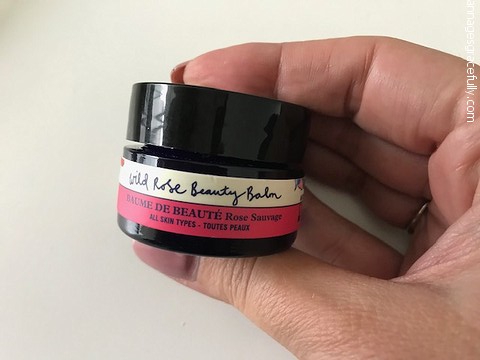 Wild Rose Beauty Balm
BAUME DE BEAUTÉ Rose Sauvage
ALL SKIN TYPES - TOUTES PEAUX